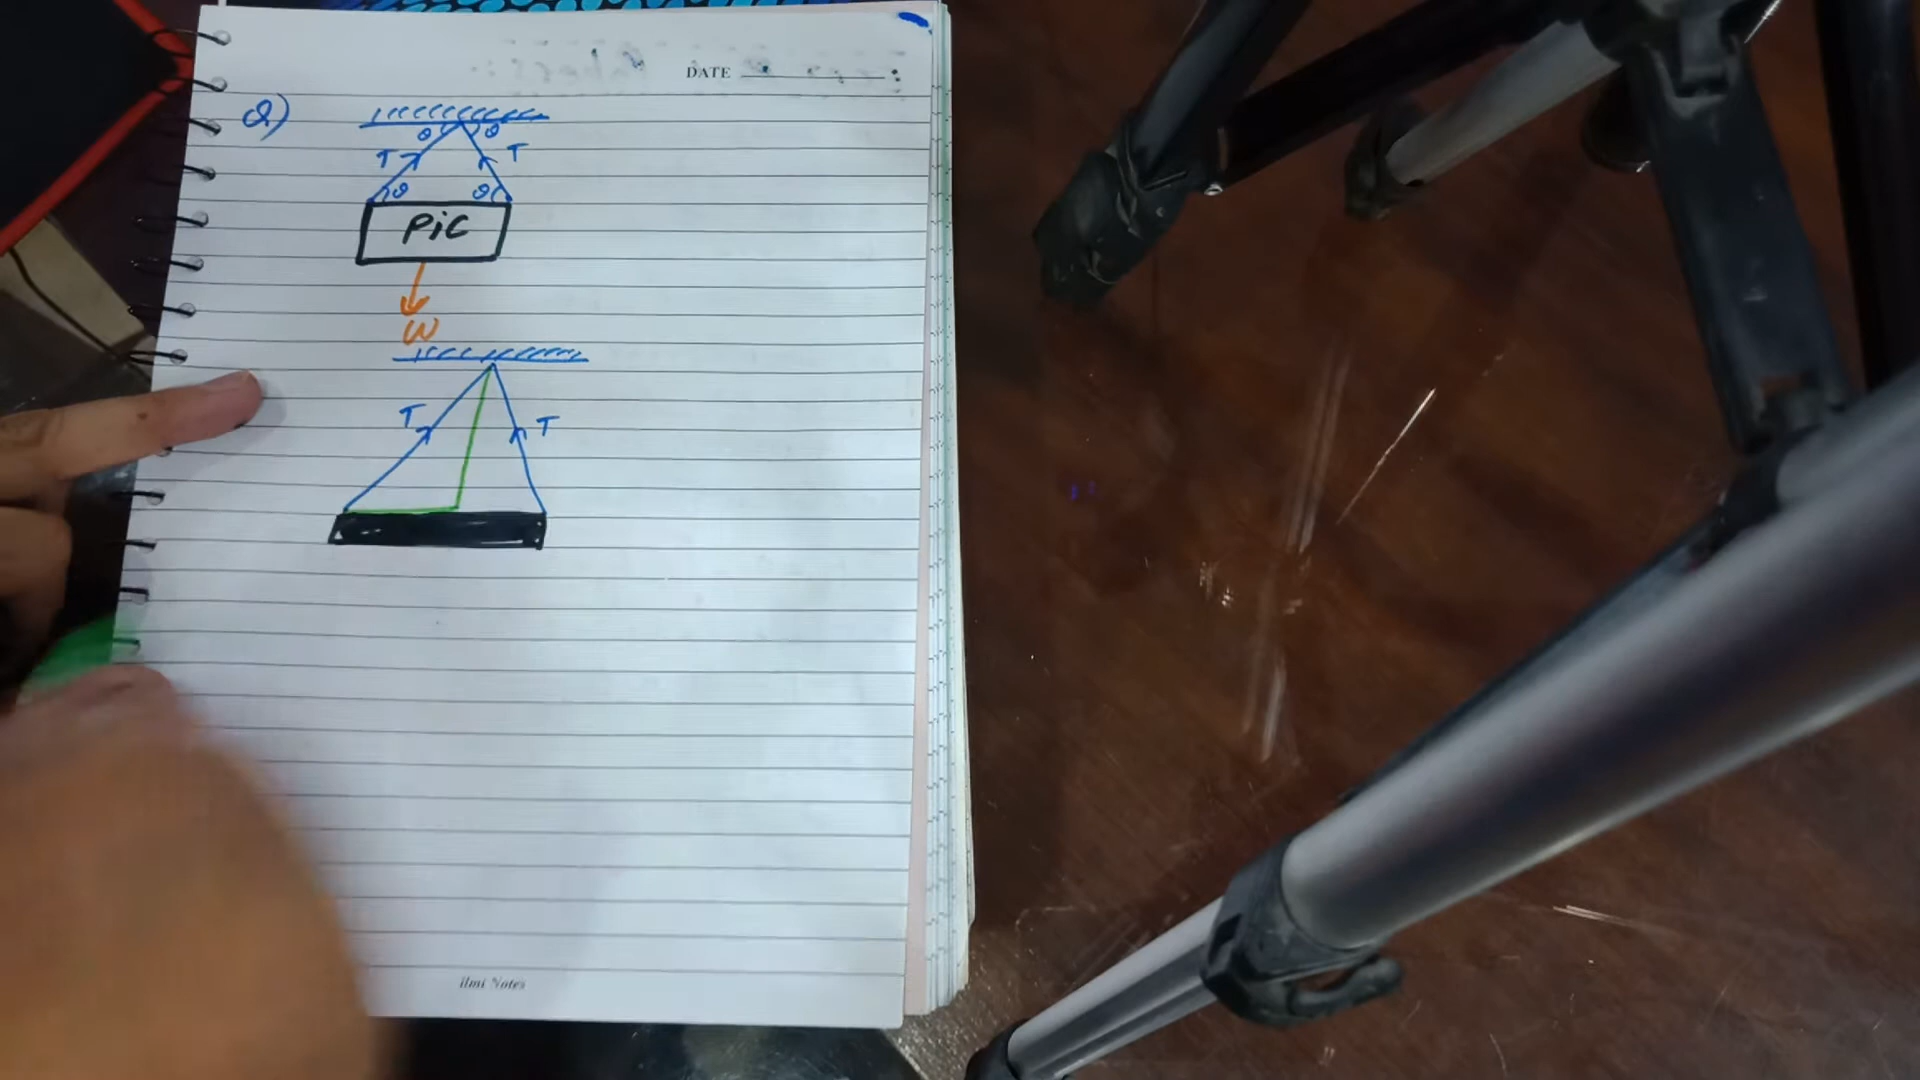 DATE
Q)
θ θ
T T
θ θ
Pic
W
T T
ilmi Notes